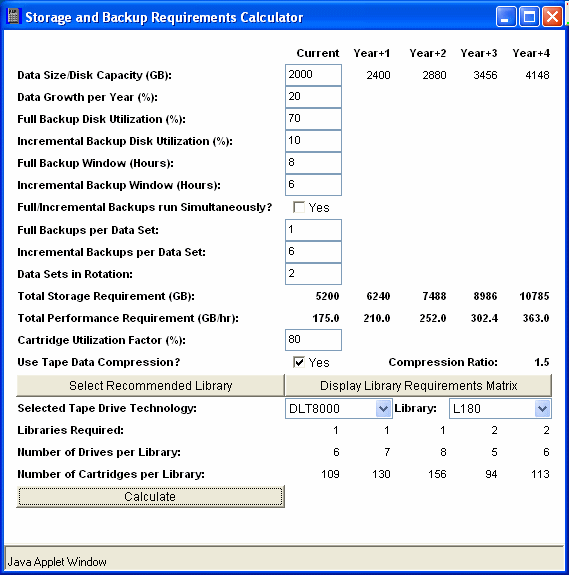 Storage and Backup Requirements Calculator
Current Year+1 Year+2 Year+3 Year+4
Data Size/Disk Capacity (GB): 2000 2400 2880 3456 4148
Data Growth per Year (%): 20
Full Backup Disk Utilization (%): 70
Incremental Backup Disk Utilization (%): 10
Full Backup Window (Hours): 8
Incremental Backup Window (Hours): 6
Full/Incremental Backups run Simultaneously? Yes
Full Backups per Data Set: 1
Incremental Backups per Data Set: 6
Data Sets in Rotation: 2
Total Storage Requirement (GB): 5200 6240 7488 8986 10785
Total Performance Requirement (GB/hr): 175.0 210.0 252.0 302.4 363.0
Cartridge Utilization Factor (%): 80
Use Tape Data Compression? Yes Compression Ratio: 1.5
Select Recommended Library Display Library Requirements Matrix
Selected Tape Drive Technology: DLT8000 Library: L180
Libraries Required: 1 1 1 2 2
Number of Drives per Library: 6 7 8 5 6
Number of Cartridges per Library: 109 130 156 94 113
Calculate
Java Applet Window